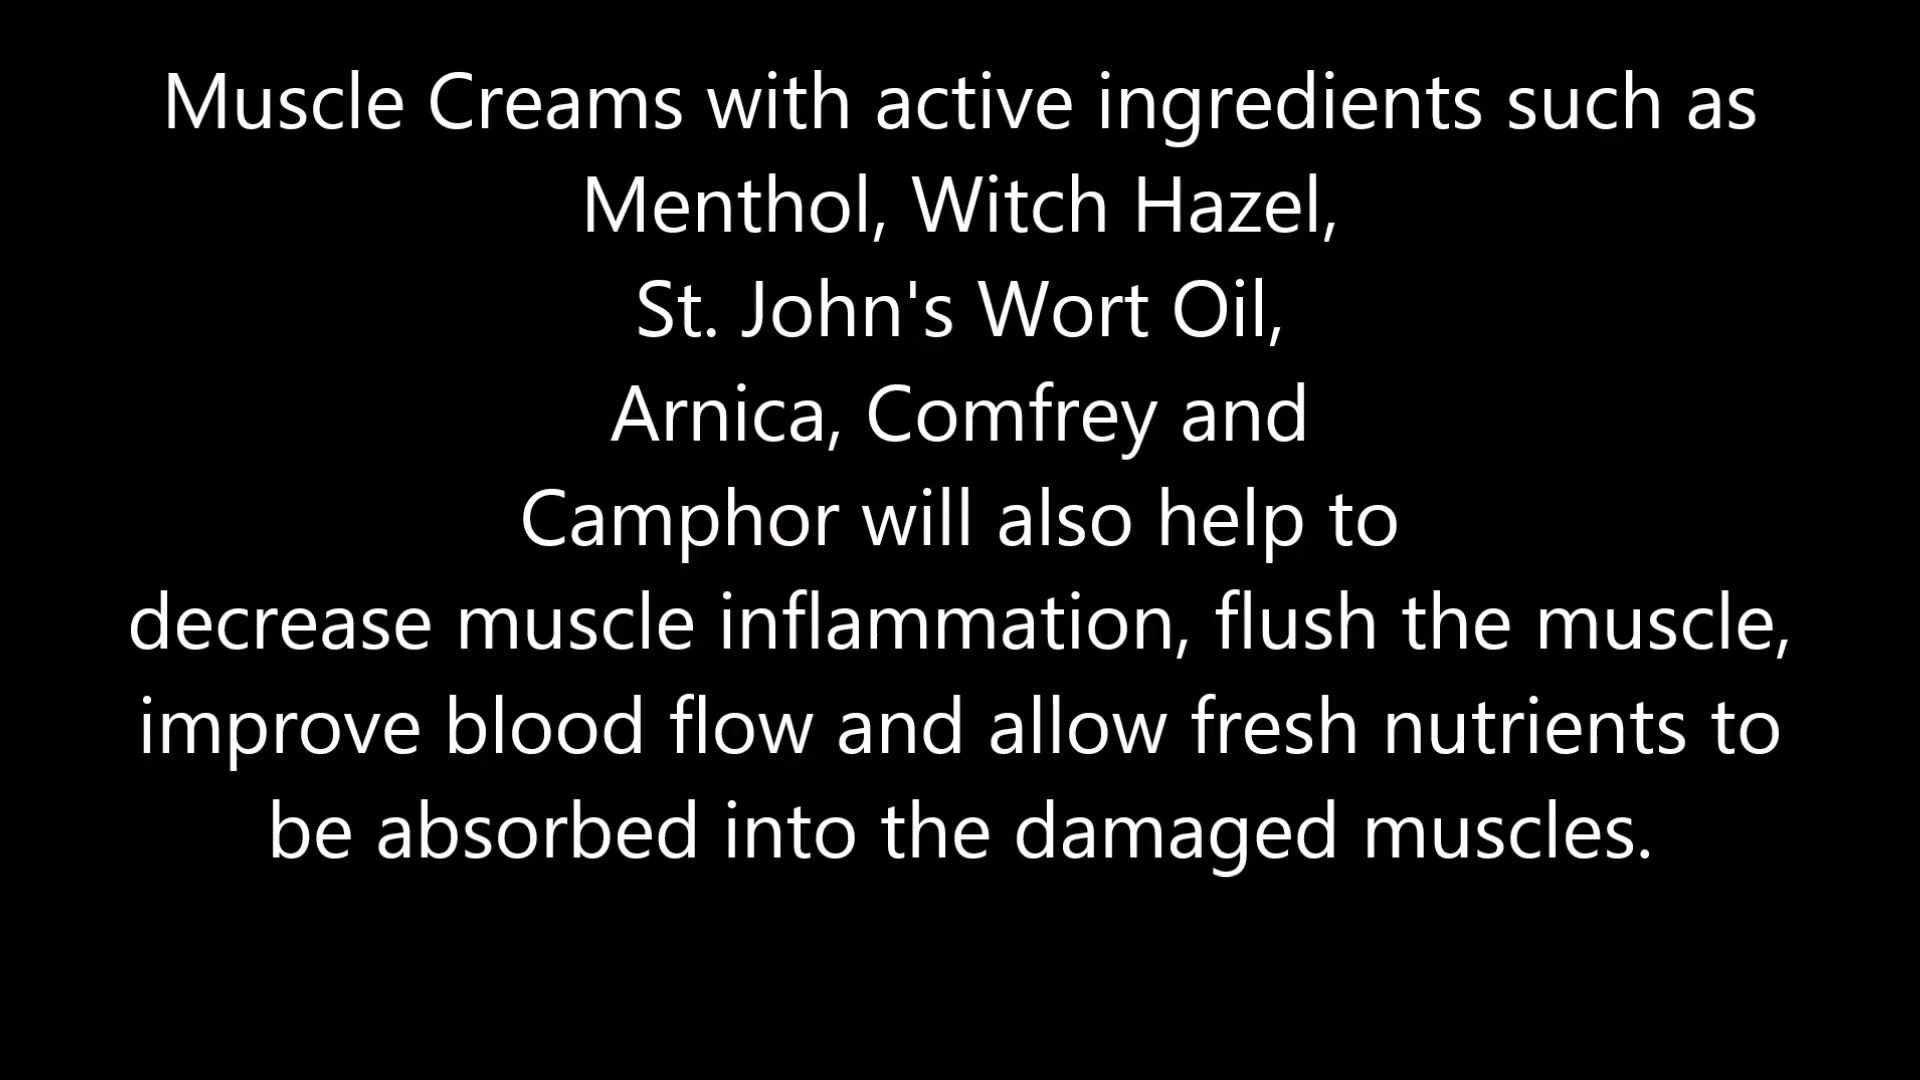 Muscle Creams with active ingredients such as
Menthol, Witch Hazel,
St. John's Wort Oil,
Arnica, Comfrey and
Camphor will also help to
decrease muscle inflammation, flush the muscle,
improve blood flow and allow fresh nutrients to
be absorbed into the damaged muscles.